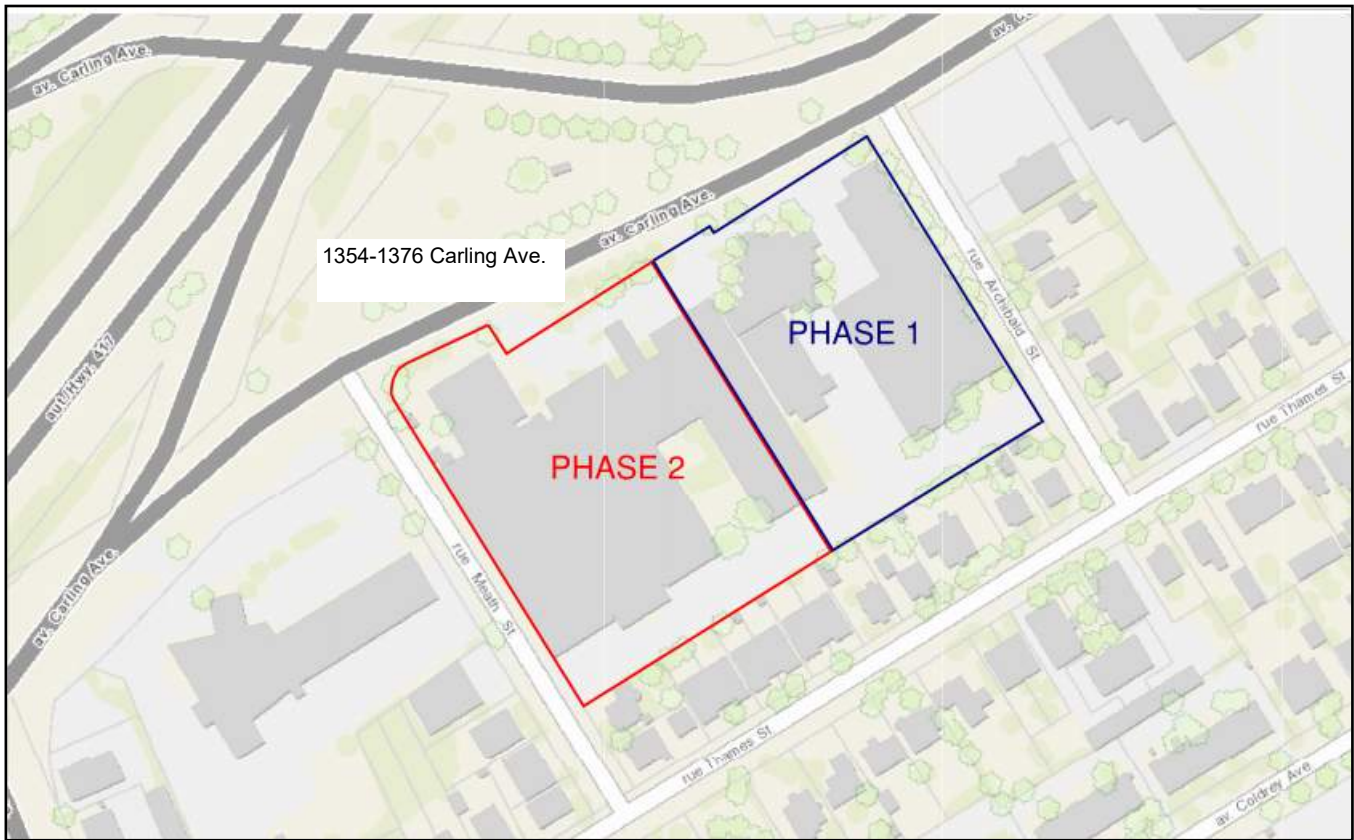 av. Carling Ave.
1354-1376 Carling Ave.
av. Carling Ave.
PHASE 1
rue Archibald St
aut/Hwy. 417
rue Thames St
PHASE 2
rue Meath St
av. Carling Ave.
rue Thames St
av. Coldrey Ave